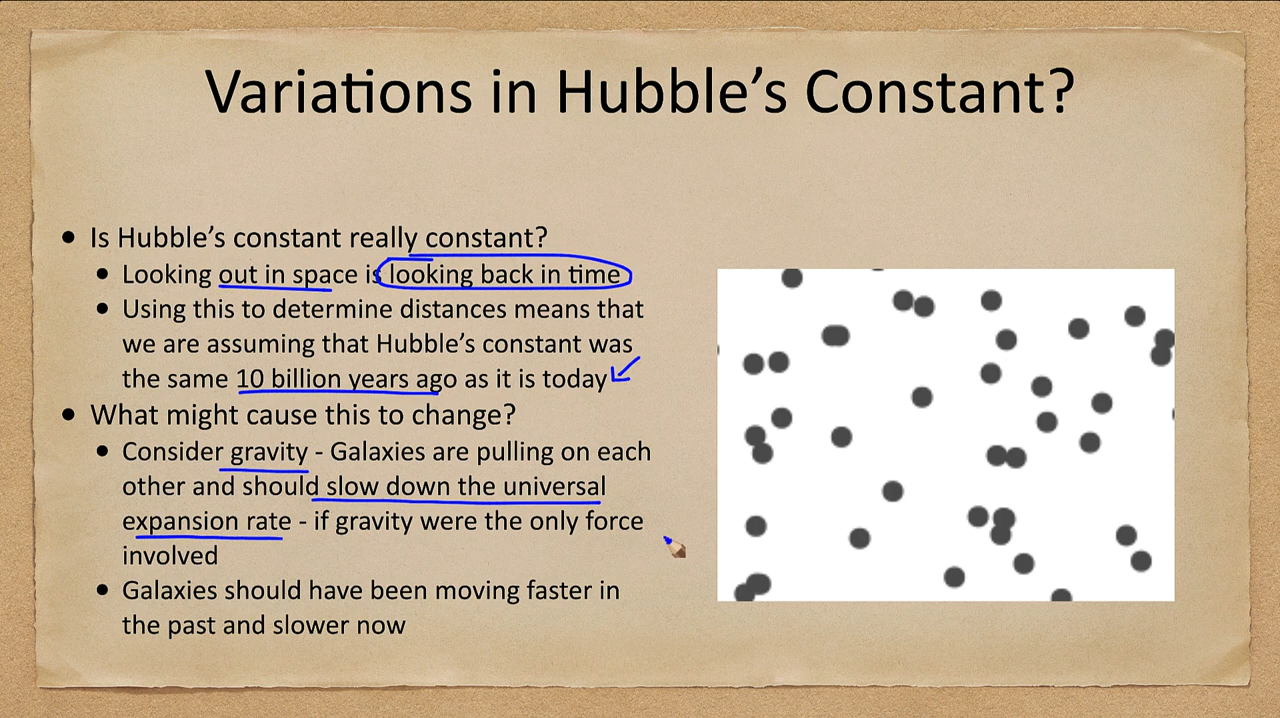 Variations in Hubble’s Constant?
• Is Hubble’s constant really constant?
• Looking out in space is looking back in time
• Using this to determine distances means that
we are assuming that Hubble’s constant was
the same 10 billion years ago as it is today
• What might cause this to change?
• Consider gravity - Galaxies are pulling on each
other and should slow down the universal
expansion rate - if gravity were the only force
involved
• Galaxies should have been moving faster in
the past and slower now